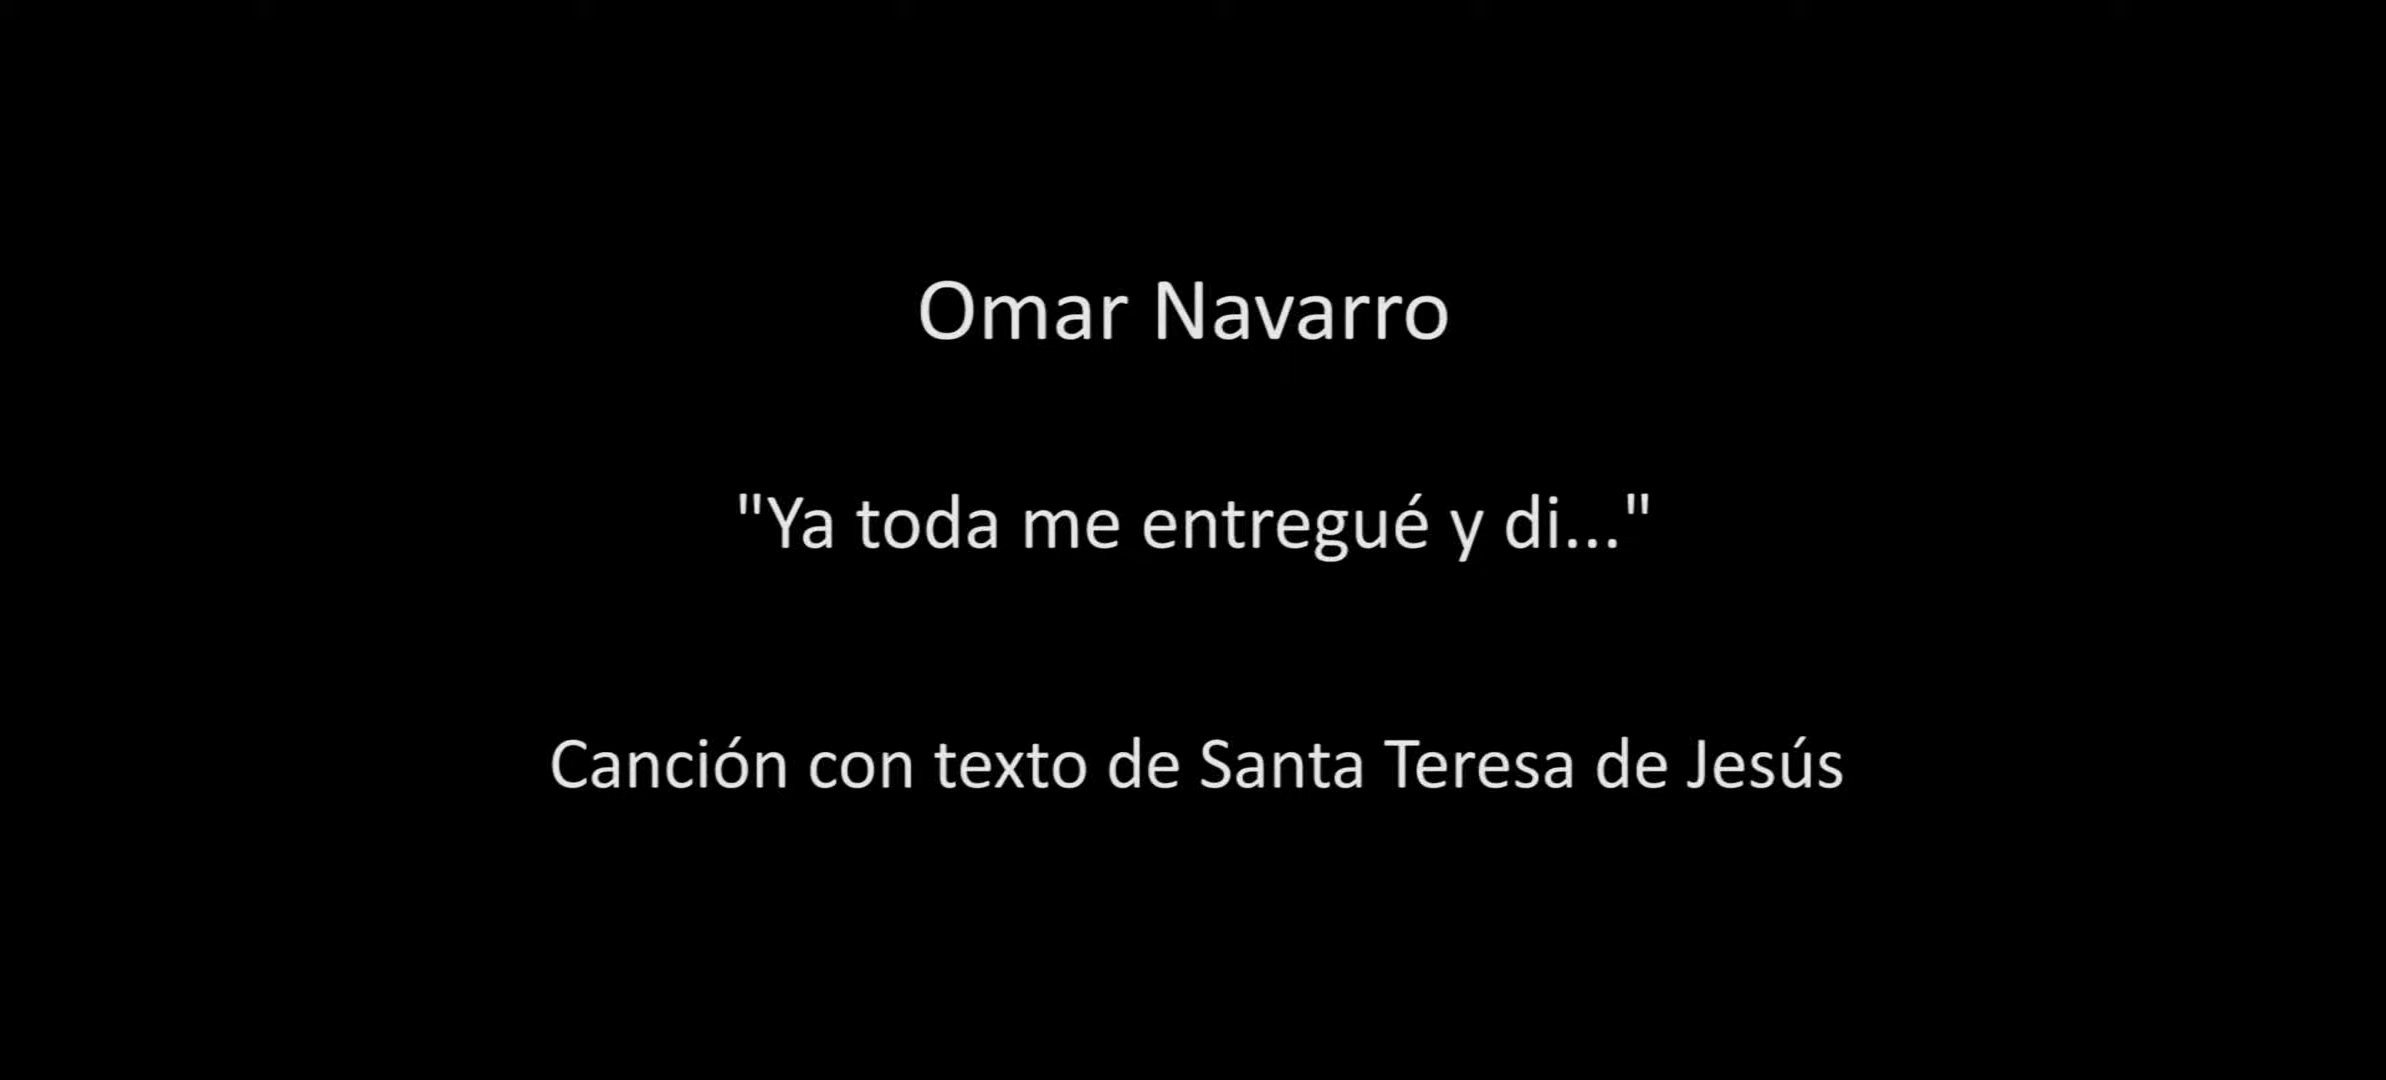 Omar Navarro
"Ya toda me entregué y di..."
Canción con texto de Santa Teresa de Jesús